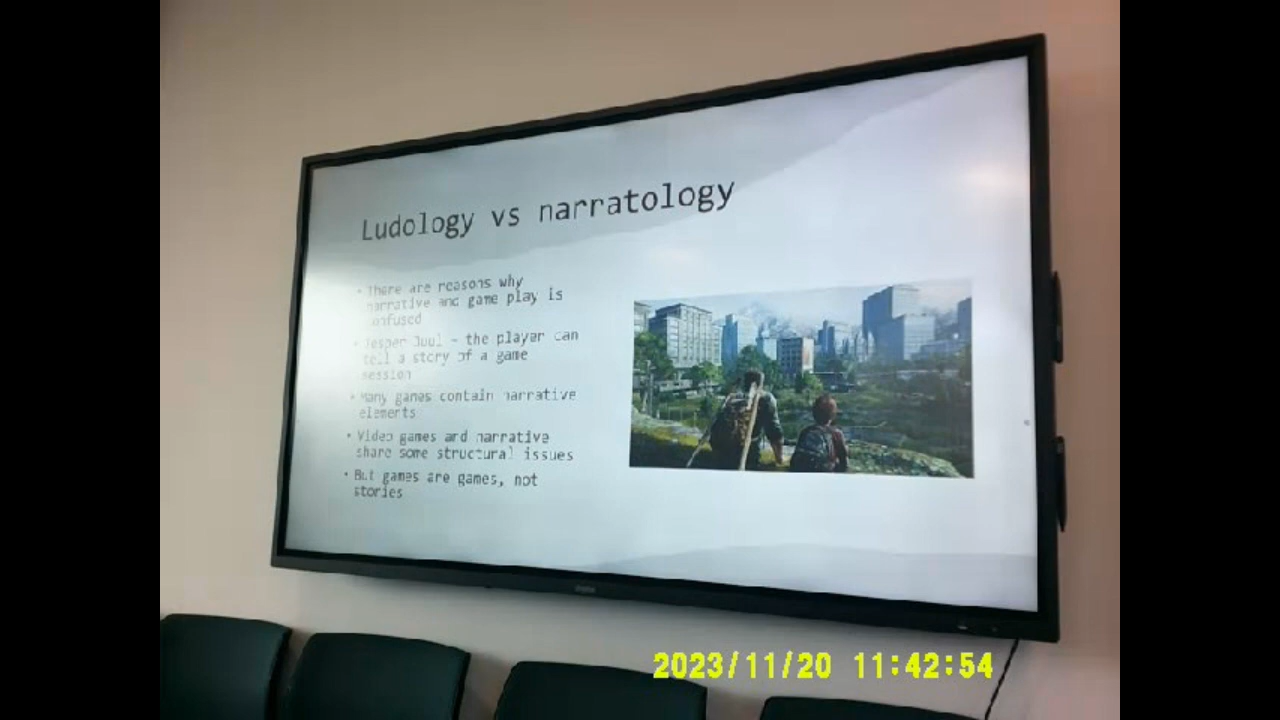 Ludology vs narratology
• There are reasons why
narrative and game play is
confused
• Jesper Juul – the player can
tell a story of a game
session
• Many games contain narrative
elements
• Video games and narrative
share some structural issues
• But games are games, not
stories
2023/11/20 11:42:54